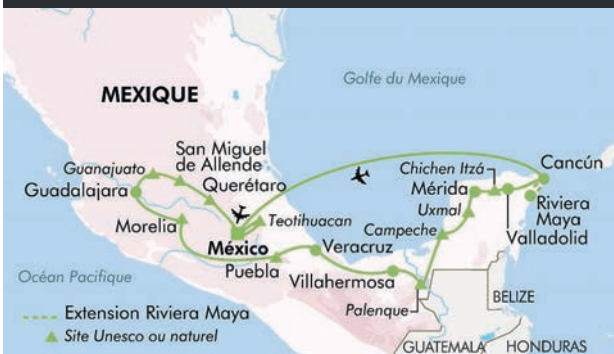 Golfe du Mexique
MEXIQUE
San Miguel
de Allende
Guanajuato
Querétaro
Guadalajara
Morelia
Teotihuacan
México
Puebla
Veracruz
Villahermosa
Palenque
Campeche
Uxmal
Mérida
Chichen Itzá
Cancún
Riviera
Maya
Valladolid
Océan Pacifique
BELIZE
GUATEMALA
HONDURAS
Extension Riviera Maya
Site Unesco ou naturel